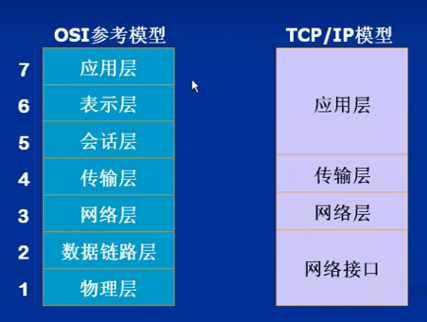 OSI参考模型
7 应用层
6 表示层
5 会话层
4 传输层
3 网络层
2 数据链路层
1 物理层
TCP/IP模型
应用层
传输层
网络层
网络接口